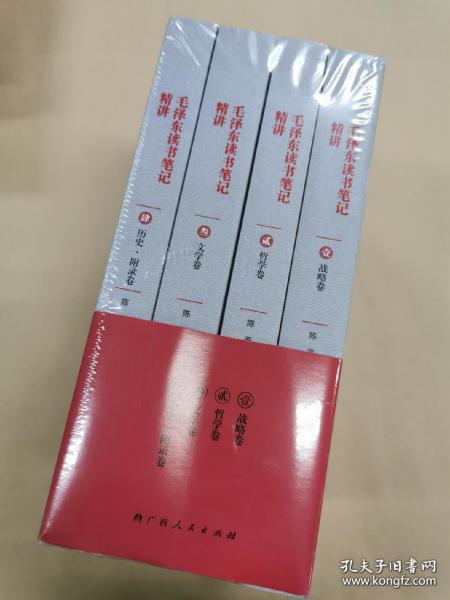 毛泽东读书笔记
精讲
肆
历史·附录卷
陈
毛泽东读书笔记
精讲
叁
文学卷
陈
毛泽东读书笔记
精讲
贰
哲学卷
陈
毛泽东读书笔记
精讲
壹
战略卷
陈
壹 战略卷
贰 哲学卷
附录卷
广西人民出版社
孔夫子旧书网
www.kongfz.com